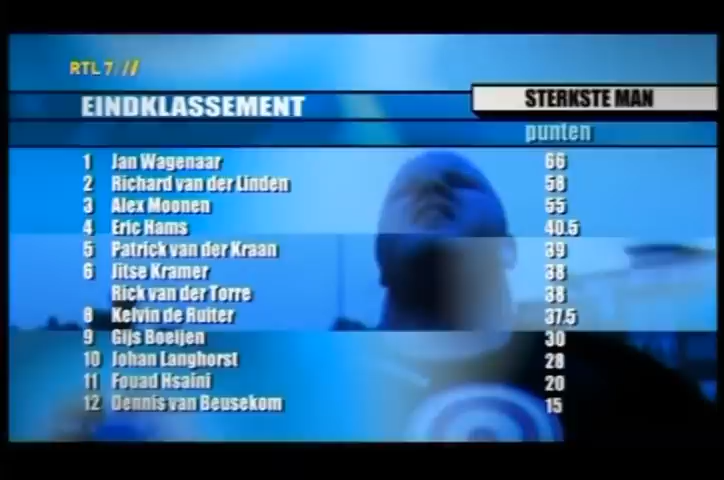 RTL 7 //
EINDKLASSEMENT STERKSTE MAN
punten
1 Jan Wagenaar 66
2 Richard van der Linden 58
3 Alex Moonen 55
4 Eric Hams 40.5
5 Patrick van der Kraan 39
6 Jitse Kramer 38
Rick van der Torre 38
8 Kelvin de Ruiter 37.5
9 Gijs Boeijen 30
10 Johan Langhorst 28
11 Fouad Hsaini 20
12 Dennis van Beusekom 15